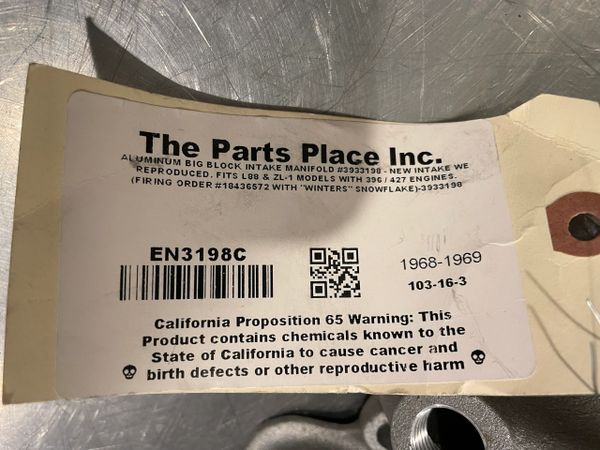 The Parts Place Inc.
ALUMINUM BIG BLOCK INTAKE MANIFOLD #3933198 - NEW INTAKE WE
REPRODUCED. FITS L88 & ZL-1 MODELS WITH 396 / 427 ENGINES.
(FIRING ORDER #18436572 WITH "WINTERS" SNOWFLAKE)-3933198
EN3198C
1968-1969
103-16-3
California Proposition 65 Warning: This
Product contains chemicals known to the
State of California to cause cancer and
birth defects or other reproductive harm